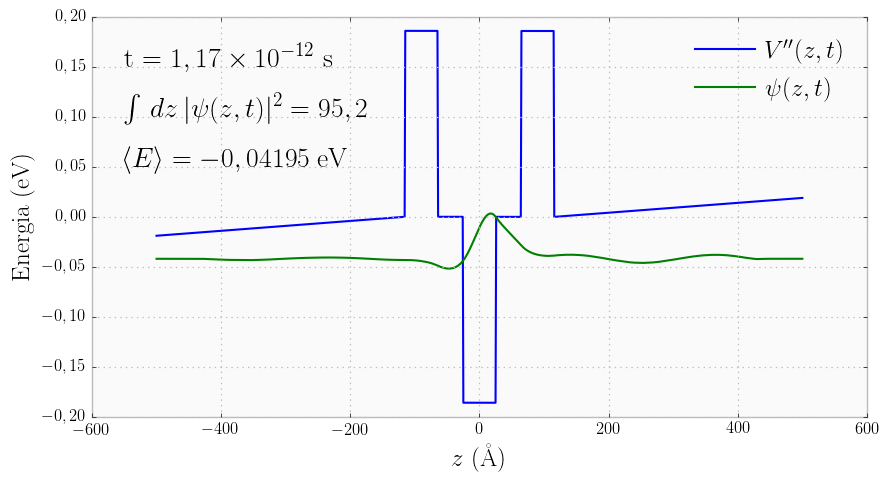 t = 1, 17 × 10⁻¹² s
∫ dz |ψ(z, t)|² = 95, 2
⟨E⟩ = −0, 04195 eV
V′′(z, t)
ψ(z, t)
Energia (eV)
0, 20
0, 15
0, 10
0, 05
0, 00
−0, 05
−0, 10
−0, 15
−0, 20
−600 −400 −200 0 200 400 600
z (Å)